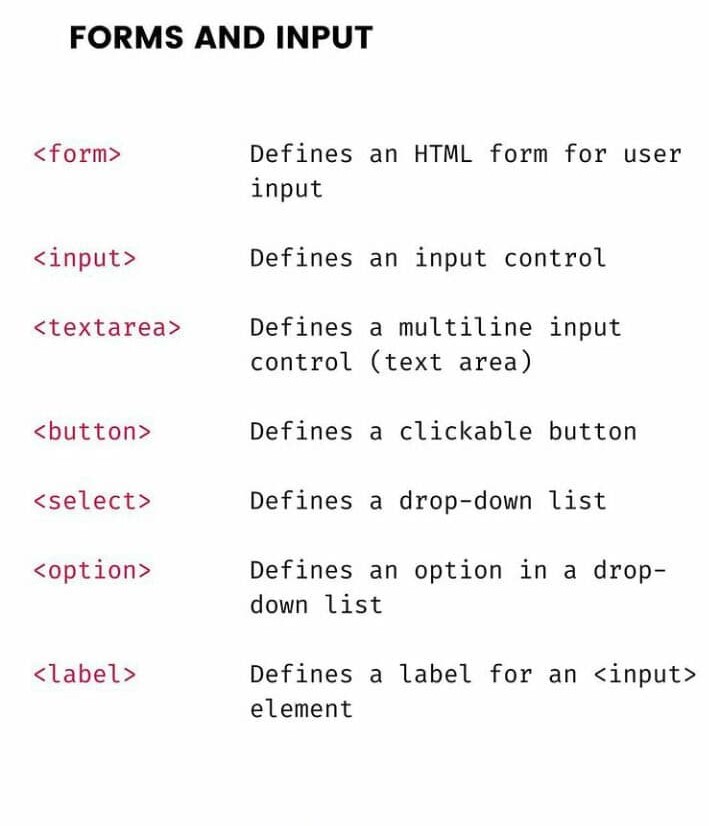 FORMS AND INPUT
<form> Defines an HTML form for user
input
<input> Defines an input control
<textarea> Defines a multiline input
control (text area)
<button> Defines a clickable button
<select> Defines a drop-down list
<option> Defines an option in a drop-
down list
<label> Defines a label for an <input>
element